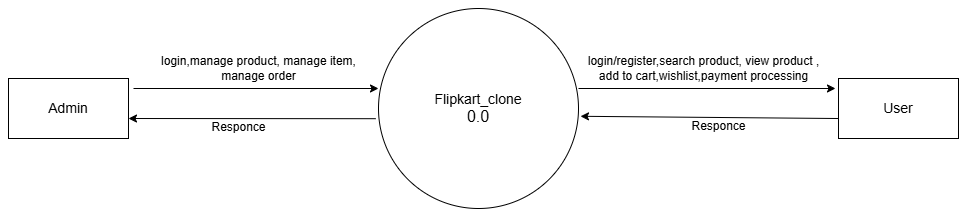 login,manage product, manage item,
manage order
Admin
Responce
Flipkart_clone
0.0
login/register,search product, view product ,
add to cart,wishlist,payment processing
Responce
User